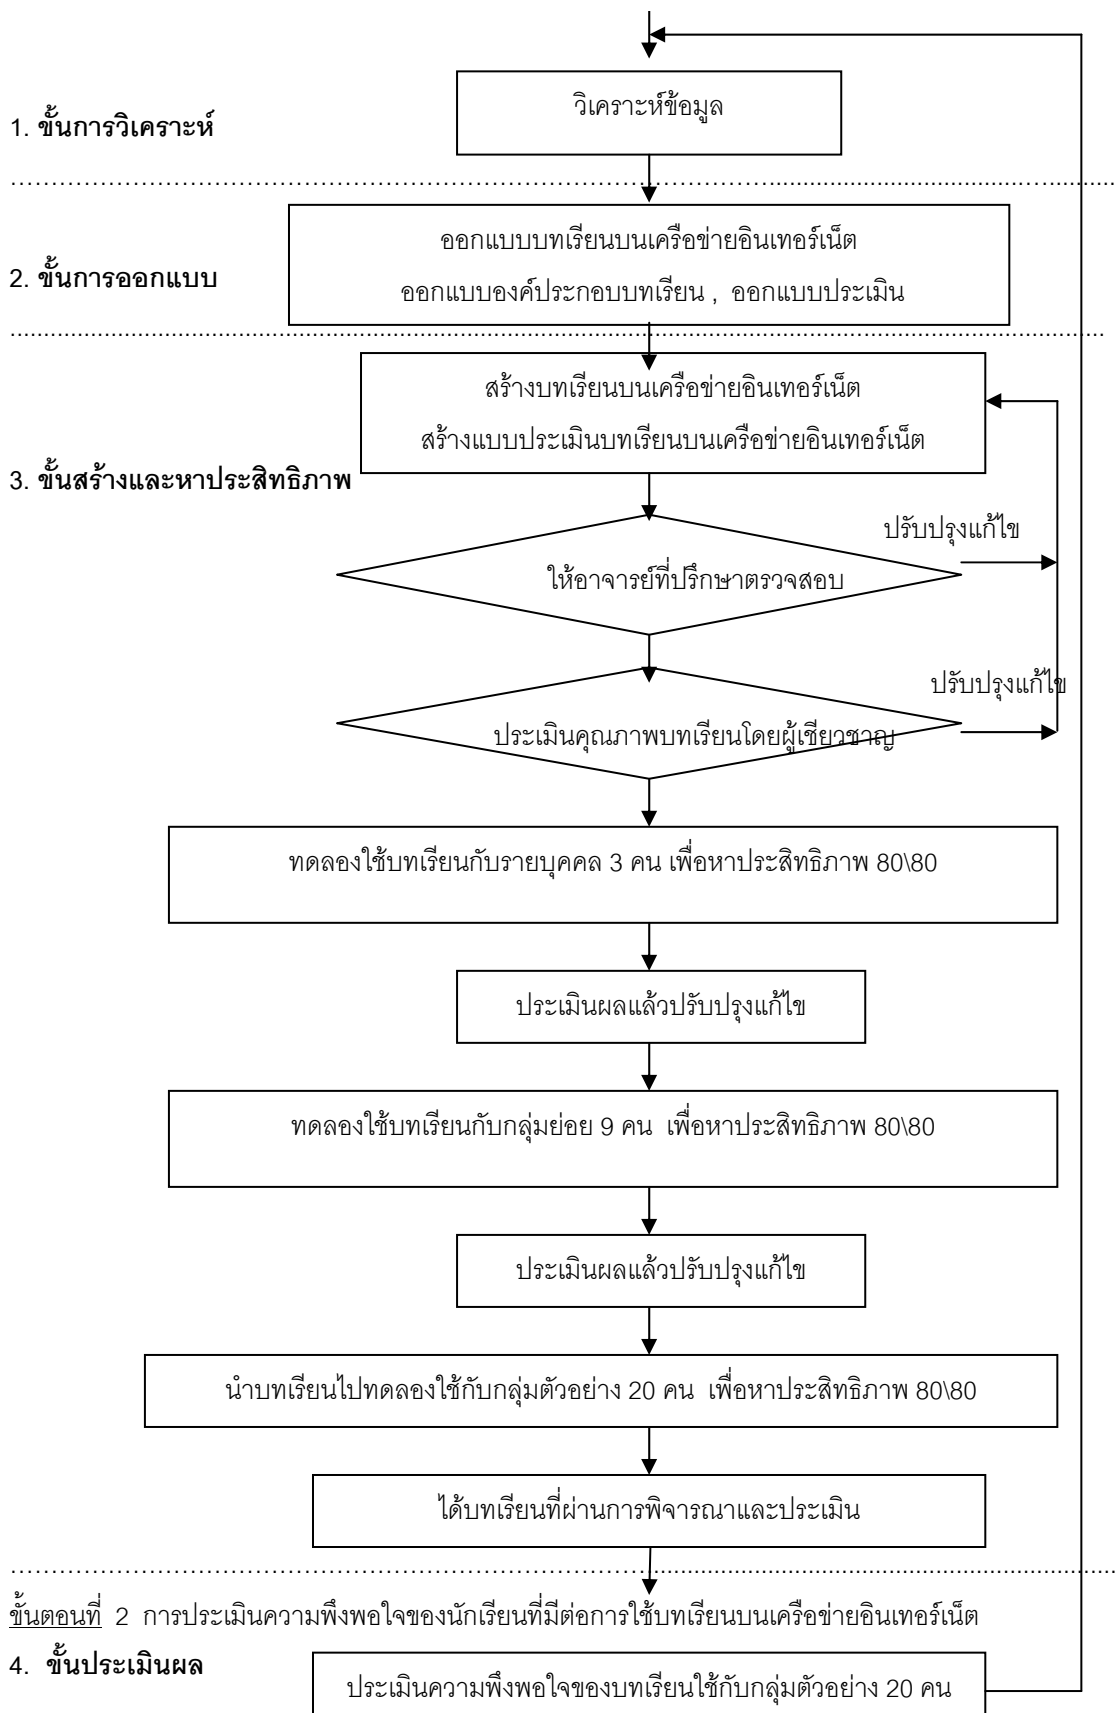 วิเคราะห์ข้อมูล
1. ขั้นการวิเคราะห์
ออกแบบบทเรียนบนเครือข่ายอินเทอร์เน็ต
2. ขั้นการออกแบบ
ออกแบบองค์ประกอบบทเรียน , ออกแบบประเมิน
สร้างบทเรียนบนเครือข่ายอินเทอร์เน็ต
สร้างแบบประเมินบทเรียนบนเครือข่ายอินเทอร์เน็ต
3. ขั้นสร้างและหาประสิทธิภาพ
ปรับปรุงแก้ไข
ให้อาจารย์ที่ปรึกษาตรวจสอบ
ปรับปรุงแก้ไข
ประเมินคุณภาพบทเรียนโดยผู้เชียวชาญ
ทดลองใช้บทเรียนกับรายบุคคล 3 คน เพื่อหาประสิทธิภาพ 80\80
ประเมินผลแล้วปรับปรุงแก้ไข
ทดลองใช้บทเรียนกับกลุ่มย่อย 9 คน เพื่อหาประสิทธิภาพ 80\80
ประเมินผลแล้วปรับปรุงแก้ไข
นำบทเรียนไปทดลองใช้กับกลุ่มตัวอย่าง 20 คน เพื่อหาประสิทธิภาพ 80\80
ได้บทเรียนที่ผ่านการพิจารณาและประเมิน
ขั้นตอนที่ 2 การประเมินความพึงพอใจของนักเรียนที่มีต่อการใช้บทเรียนบนเครือข่ายอินเทอร์เน็ต
4. ขั้นประเมินผล
ประเมินความพึงพอใจของบทเรียนใช้กับกลุ่มตัวอย่าง 20 คน